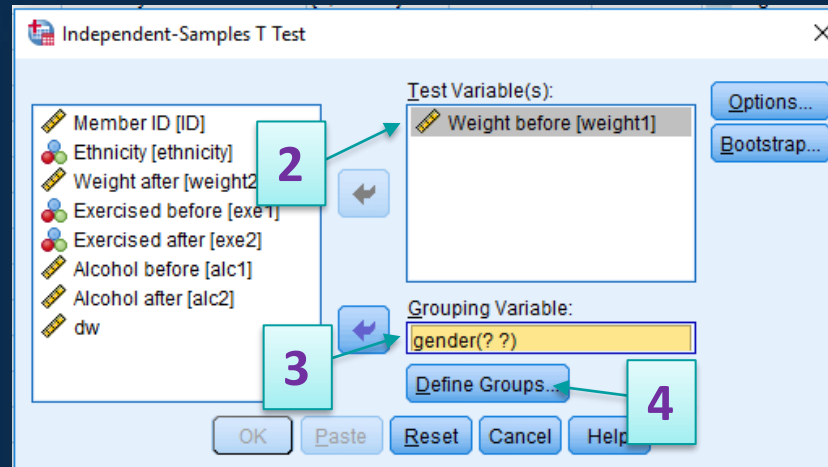 Independent-Samples T Test
Test Variable(s):
Member ID [ID]
Ethnicity [ethnicity]
Weight after [weight2
Exercised before [exe1]
Exercised after [exe2]
Alcohol before [alc1]
Alcohol after [alc2]
dw
2
Weight before [weight1]
Options...
Bootstrap...
Grouping Variable:
gender(? ?)
3
Define Groups...
4
OK Paste Reset Cancel Help